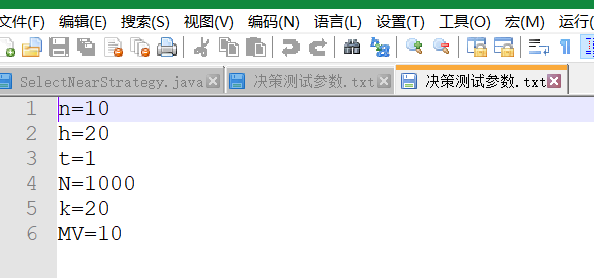 文件(F) 编辑(E) 搜索(S) 视图(V) 编码(N) 语言(L) 设置(T) 工具(O) 宏(M) 运行(
SelectNearStrategy.java 决策测试参数.txt 决策测试参数.txt
1 n=10
2 h=20
3 t=1
4 N=1000
5 k=20
6 MV=10